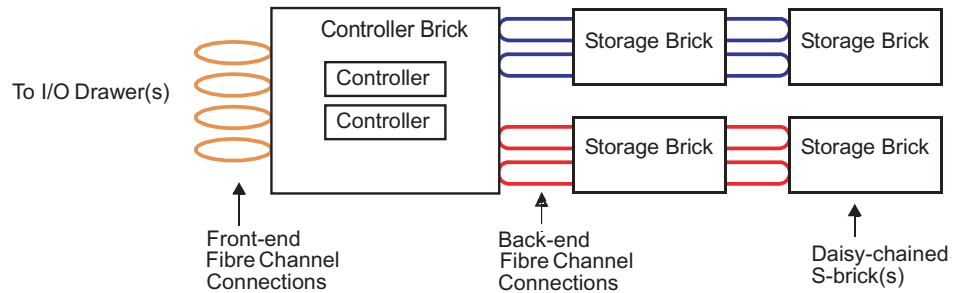 Controller Brick
Storage Brick
Storage Brick
Controller
To I/O Drawer(s)
Controller
Storage Brick
Storage Brick
Front-end
Fibre Channel
Connections
Back-end
Fibre Channel
Connections
Daisy-chained
S-brick(s)